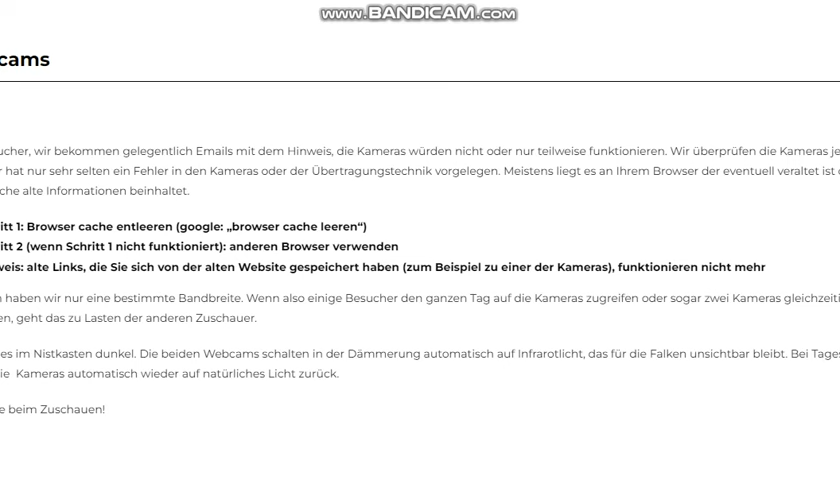 www.BANDICAM.com
cams
ucher, wir bekommen gelegentlich Emails mit dem Hinweis, die Kameras würden nicht oder nur teilweise funktionieren. Wir überprüfen die Kameras je
hat nur sehr selten ein Fehler in den Kameras oder der Übertragungstechnik vorgelegen. Meistens liegt es an Ihrem Browser der eventuell veraltet ist
che alte Informationen beinhaltet.
itt 1: Browser cache entleeren (google: „browser cache leeren“)
itt 2 (wenn Schritt 1 nicht funktioniert): anderen Browser verwenden
weis: alte Links, die Sie sich von der alten Website gespeichert haben (zum Beispiel zu einer der Kameras), funktionieren nicht mehr
haben wir nur eine bestimmte Bandbreite. Wenn also einige Besucher den ganzen Tag auf die Kameras zugreifen oder sogar zwei Kameras gleichzeiti
en, geht das zu Lasten der anderen Zuschauer.
es im Nistkasten dunkel. Die beiden Webcams schalten in der Dämmerung automatisch auf Infrarotlicht, das für die Falken unsichtbar bleibt. Bei Tages
ie Kameras automatisch wieder auf natürliches Licht zurück.
e beim Zuschauen!